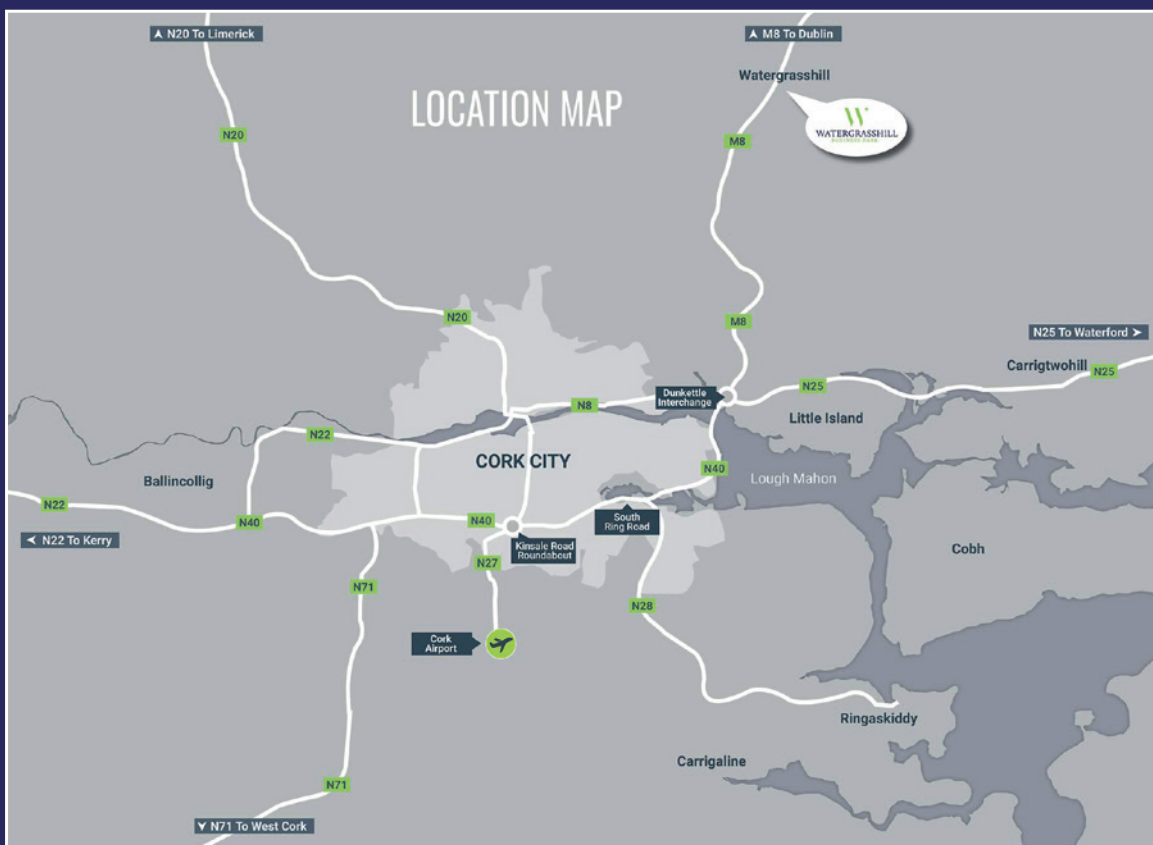 N20 To Limerick
M8 To Dublin
Watergrasshill
LOCATION MAP
W
WATERGRASSHILL
BUSINESS PARK
N20
M8
N20
M8
N25 To Waterford
Carrigtwohill
N25
N25
Dunkettle
Interchange
N8
Little Island
N22
CORK CITY
N40
Lough Mahon
Ballincollig
N22
N40
N40
South
Ring Road
N22 To Kerry
Kinsale Road
Roundabout
Cobh
N27
N71
N28
Cork
Airport
Ringaskiddy
Carrigaline
N71
N71 To West Cork